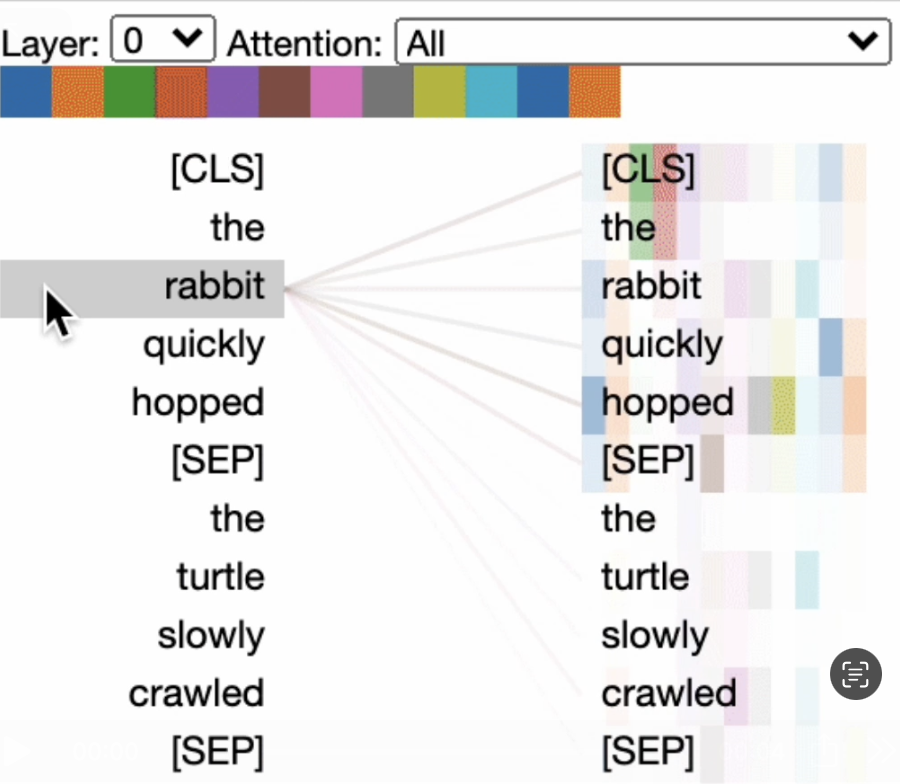 Layer: 0 Attention: All
[CLS] [CLS]
the the
rabbit rabbit
quickly quickly
hopped hopped
[SEP] [SEP]
the the
turtle turtle
slowly slowly
crawled crawled
[SEP] [SEP]